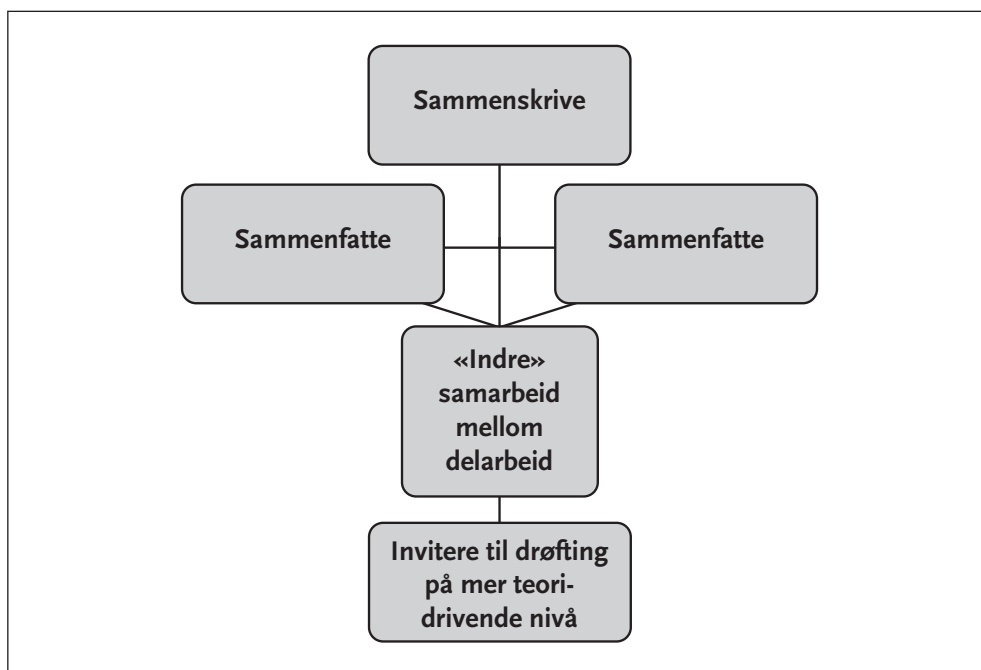 Sammenskrive
Sammenfatte
Sammenfatte
«Indre»
samarbeid
mellom
delarbeid
Invitere til drøfting
på mer teori-
drivende nivå